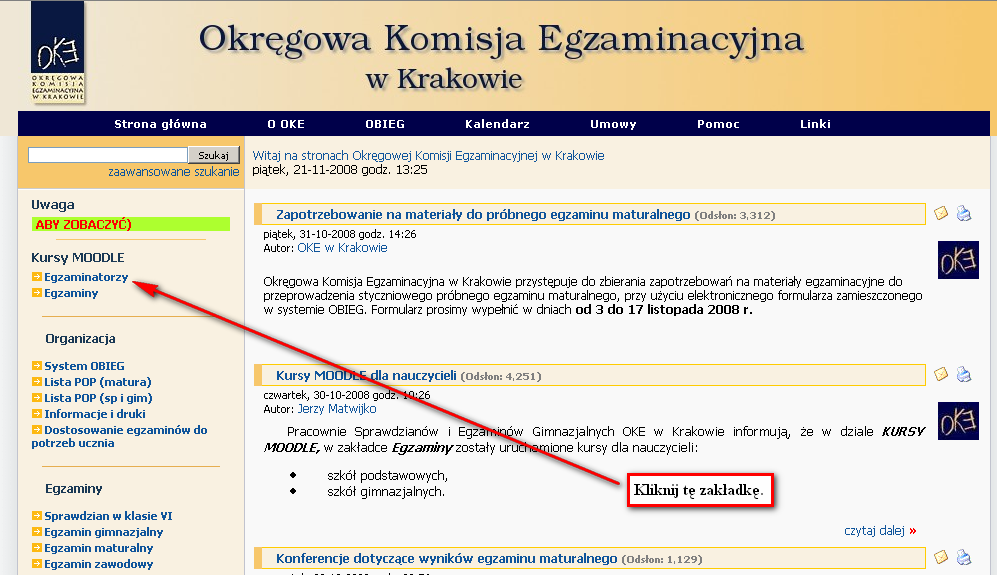 OKE
OKRĘGOWA
KOMISJA
EGZAMINACYJNA
W KRAKOWIE
Okręgowa Komisja Egzaminacyjna
w Krakowie
Strona główna O OKE OBIEG Kalendarz Umowy Pomoc Linki
Szukaj
zaawansowane szukanie
Witaj na stronach Okręgowej Komisji Egzaminacyjnej w Krakowie
piątek, 21-11-2008 godz. 13:25
Uwaga
ABY ZOBACZYĆ)
Kursy MOODLE
Egzaminatorzy
Egzaminy
Organizacja
System OBIEG
Lista POP (matura)
Lista POP (sp i gim)
Informacje i druki
Dostosowanie egzaminów do
potrzeb ucznia
Egzaminy
Sprawdzian w klasie VI
Egzamin gimnazjalny
Egzamin maturalny
Egzamin zawodowy
Zapotrzebowanie na materiały do próbnego egzaminu maturalnego (Odsłon: 3,312)
piątek, 31-10-2008 godz. 14:26
Autor: OKE w Krakowie
OKE
Okręgowa Komisja Egzaminacyjna w Krakowie przystępuje do zbierania zapotrzebowań na materiały egzaminacyjne do
przeprowadzenia styczniowego próbnego egzaminu maturalnego, przy użyciu elektronicznego formularza zamieszczonego
w systemie OBIEG. Formularz prosimy wypełnić w dniach od 3 do 17 listopada 2008 r.
Kursy MOODLE dla nauczycieli (Odsłon: 4,251)
czwartek, 30-10-2008 godz. 10:26
Autor: Jerzy Matwijko
OKE
Pracownie Sprawdzianów i Egzaminów Gimnazjalnych OKE w Krakowie informują, że w dziale KURSY
MOODLE, w zakładce Egzaminy zostały uruchomione kursy dla nauczycieli:
szkół podstawowych,
szkół gimnazjalnych.
Kliknij tę zakładkę.
czytaj dalej »
Konferencje dotyczące wyników egzaminu maturalnego (Odsłon: 1,129)